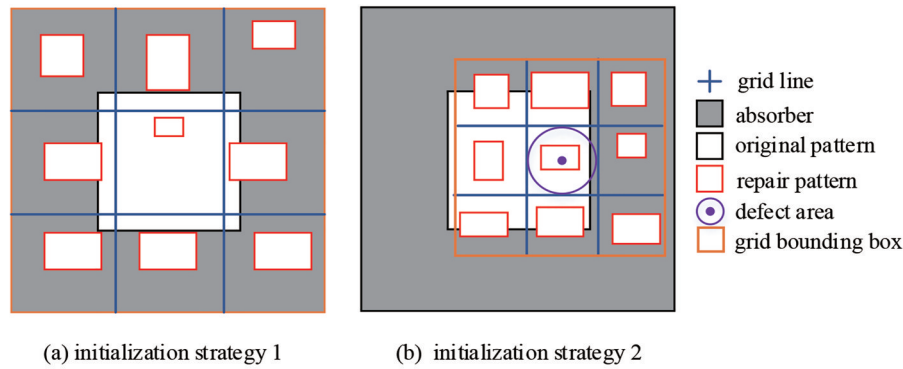 grid line
absorber
original pattern
repair pattern
defect area
grid bounding box
(a) initialization strategy 1
(b) initialization strategy 2